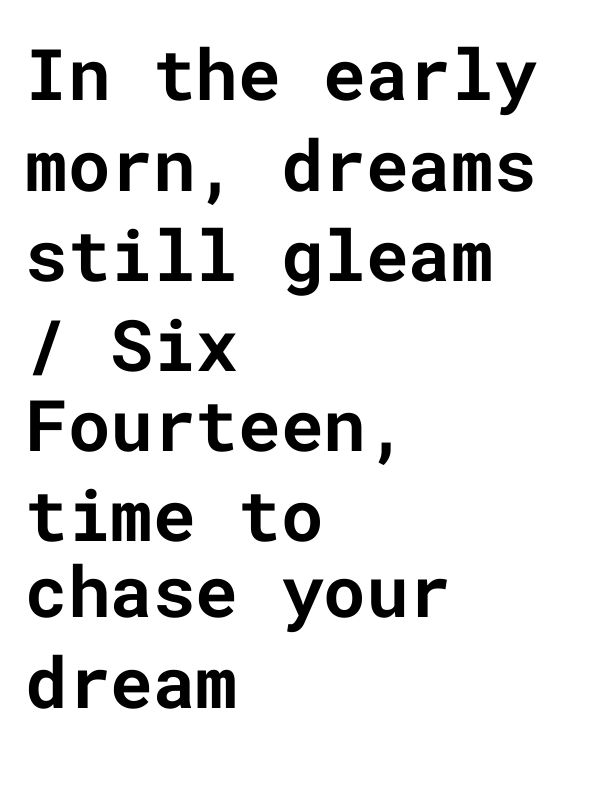 In the early
morn, dreams
still gleam
/ Six
Fourteen,
time to
chase your
dream